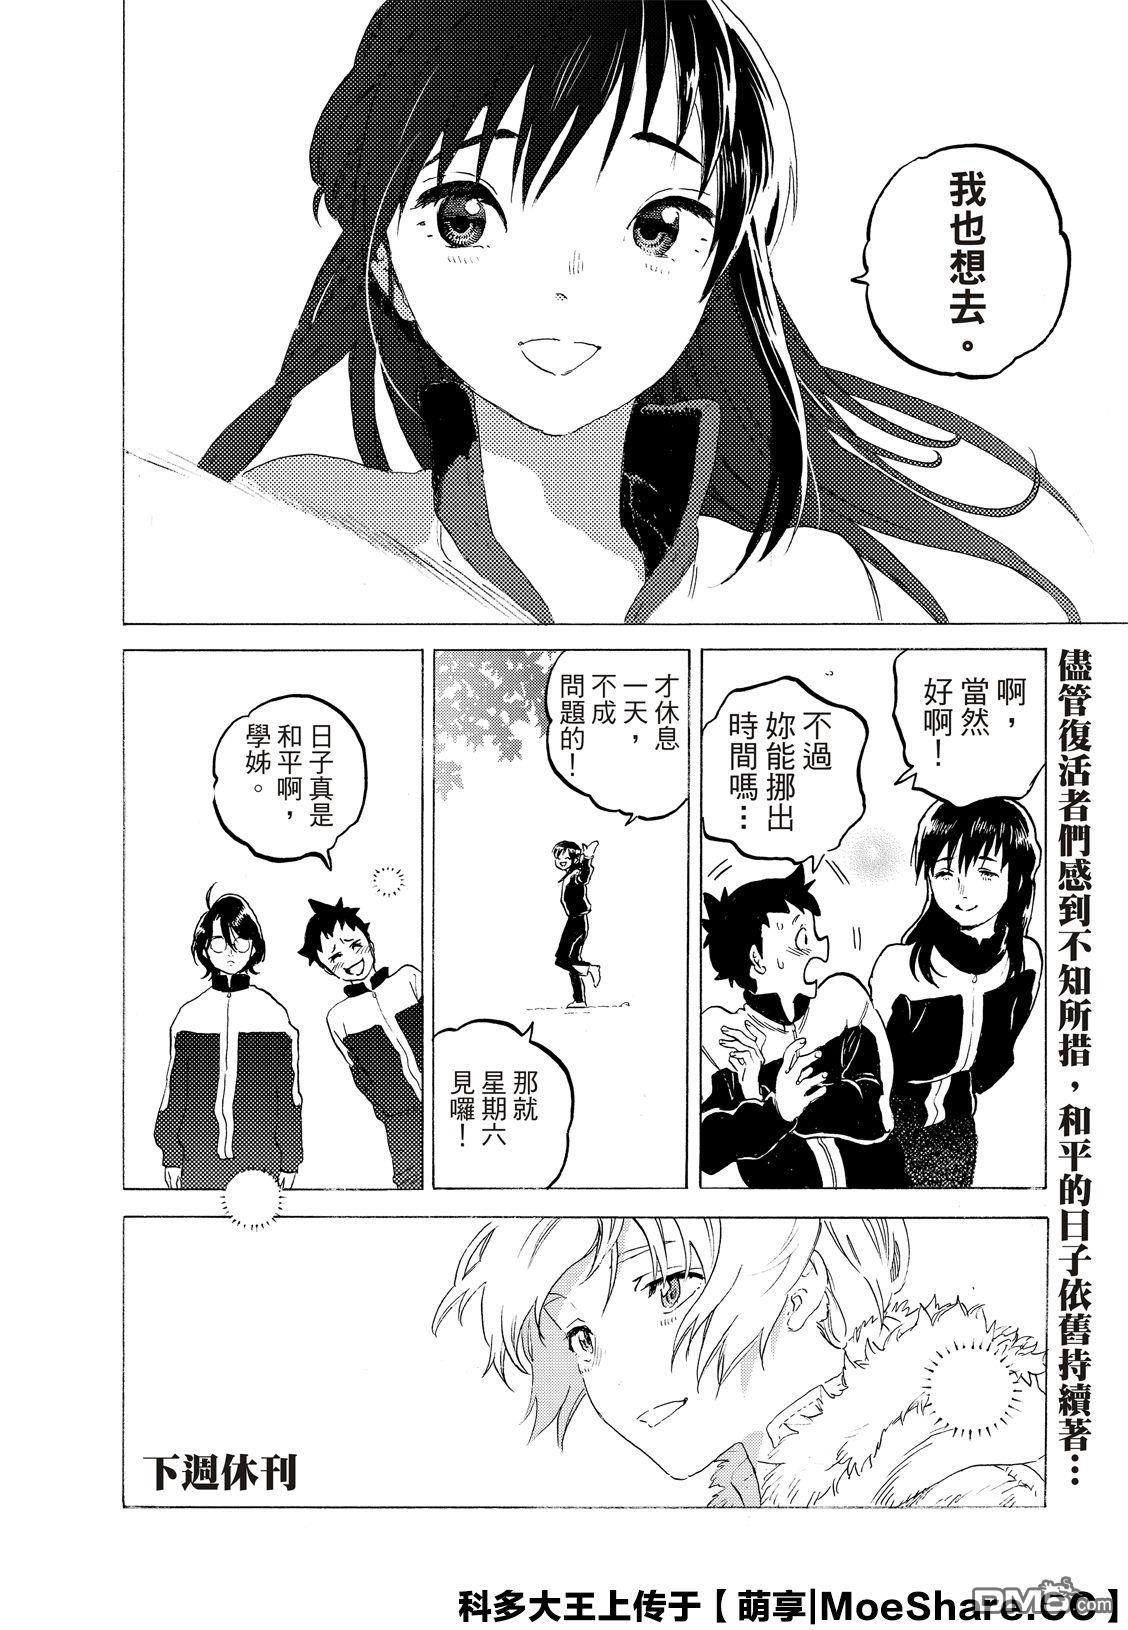 我也想去。
啊，
當然
好啊！
不過
妳能挪出
時間嗎…
才休息
一天，
不成
問題的！
那就
星期六
見囉！
日子真是
和平啊，
學姊。
儘管復活者們感到不知所措，和平的日子依舊持續著…
下週休刊
科多大王上传于【萌享|MoeShare.CC】